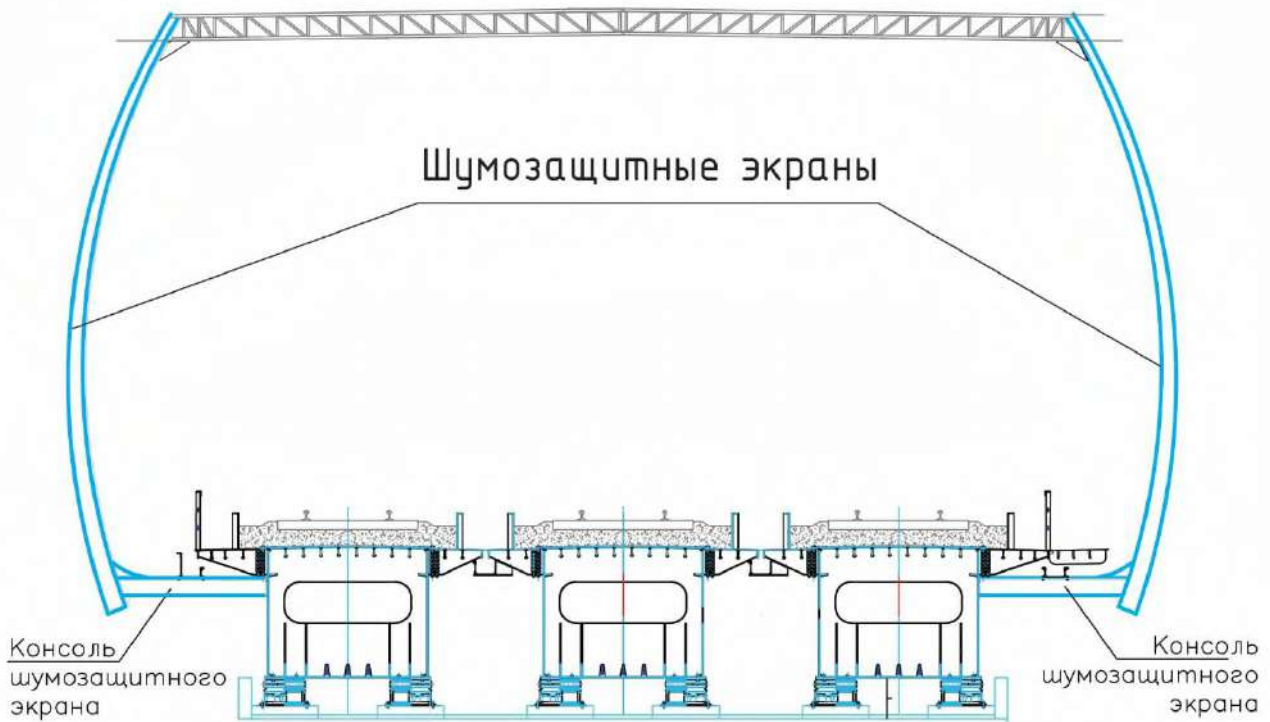 Шумозащитные экраны
Консоль
шумозащитного
экрана
Консоль
шумозащитного
экрана